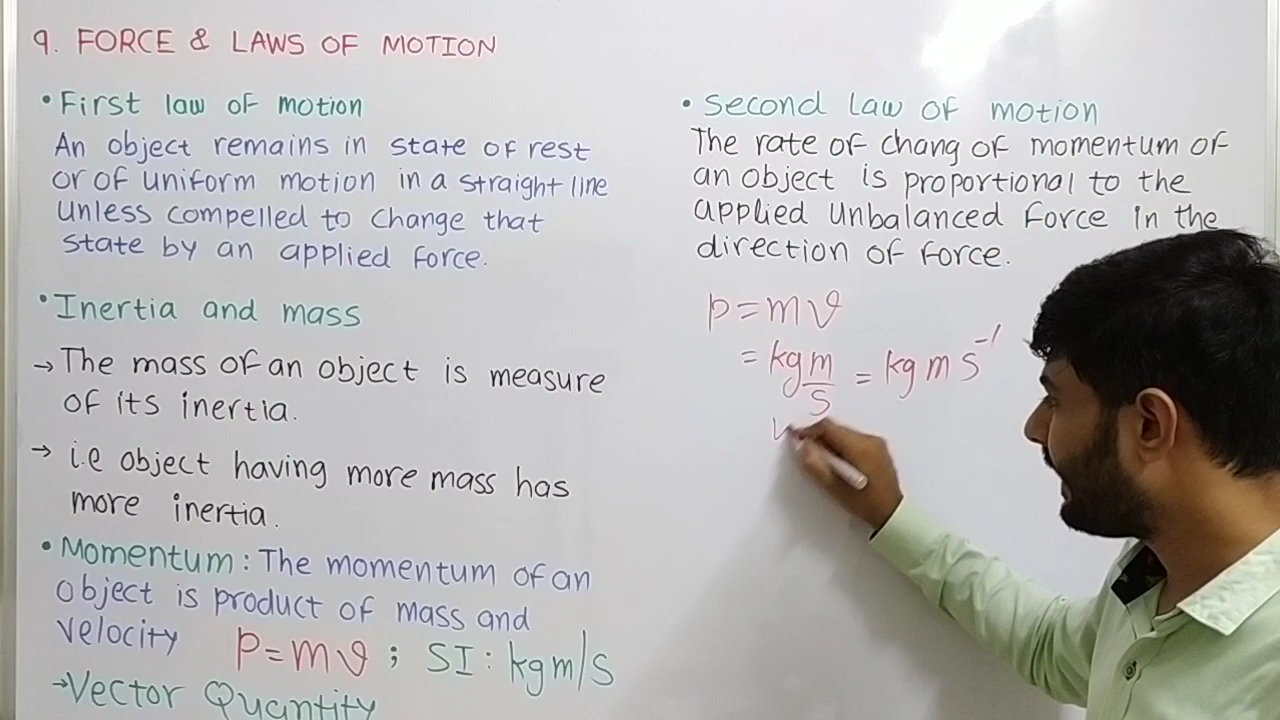 9. FORCE & LAWS OF MOTION
• First law of motion
An object remains in state of rest
or of uniform motion in a straight line
unless compelled to change that
state by an applied force.
• Inertia and mass
→ The mass of an object is measure
of its inertia.
→ i.e object having more mass has
more inertia.
• Momentum: The momentum of an
object is product of mass and
velocity P=mv ; SI: kgm/s
→ Vector Quantity
• Second law of motion
The rate of chang of momentum of
an object is proportional to the
applied unbalanced force in the
direction of force.
p = mv
= kg m/s = kg m s⁻¹